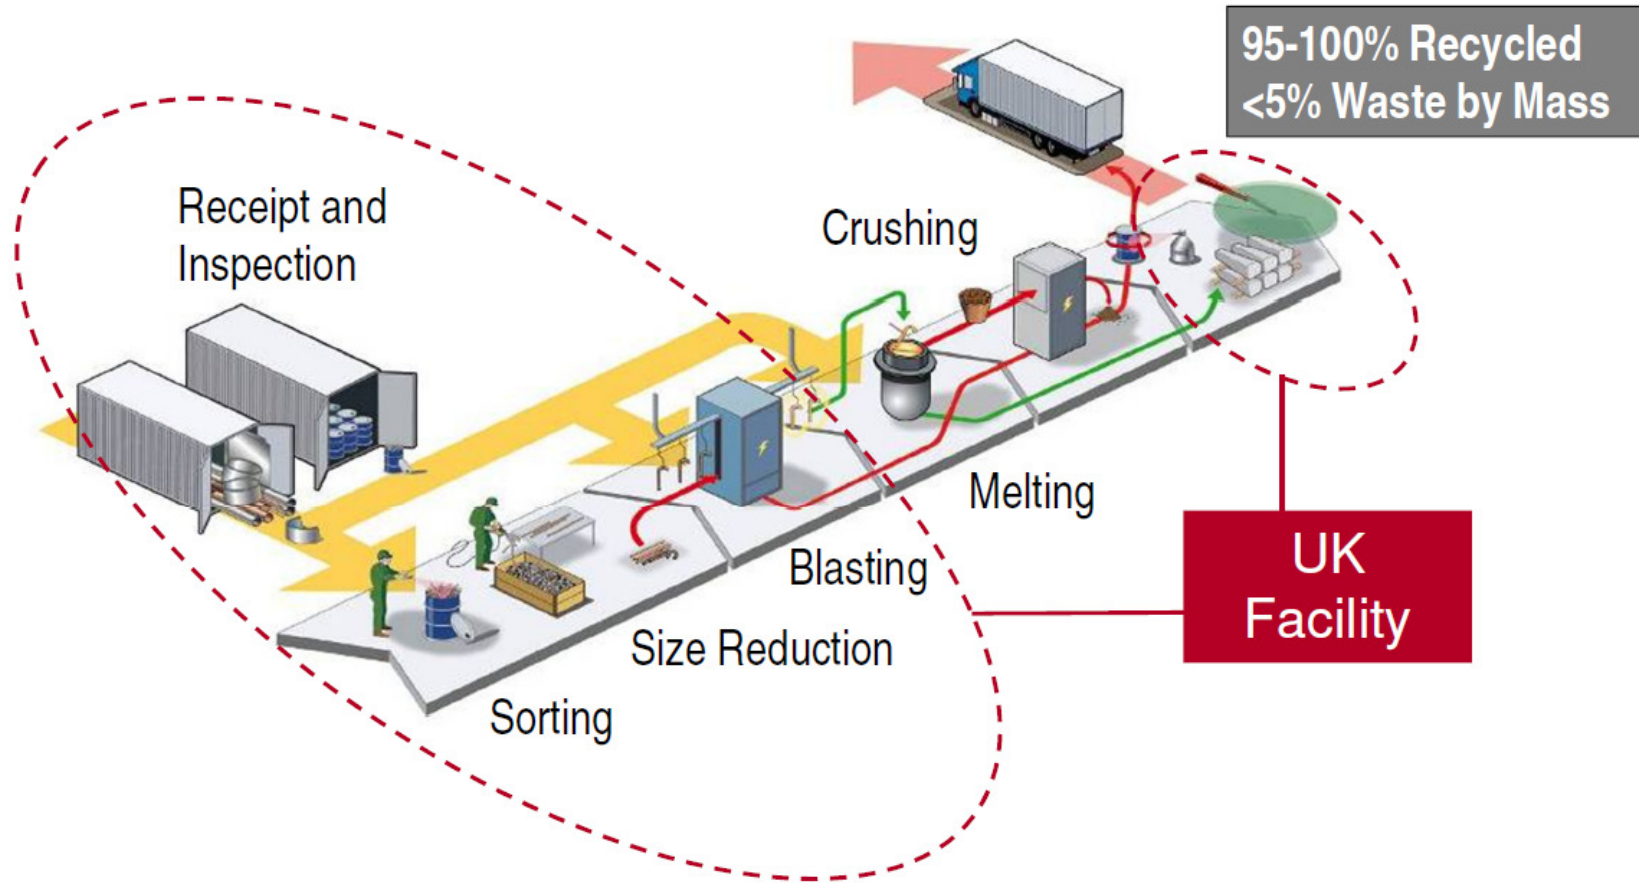 95-100% Recycled
<5% Waste by Mass
Receipt and
Inspection
Crushing
Melting
Blasting
Size Reduction
Sorting
UK
Facility